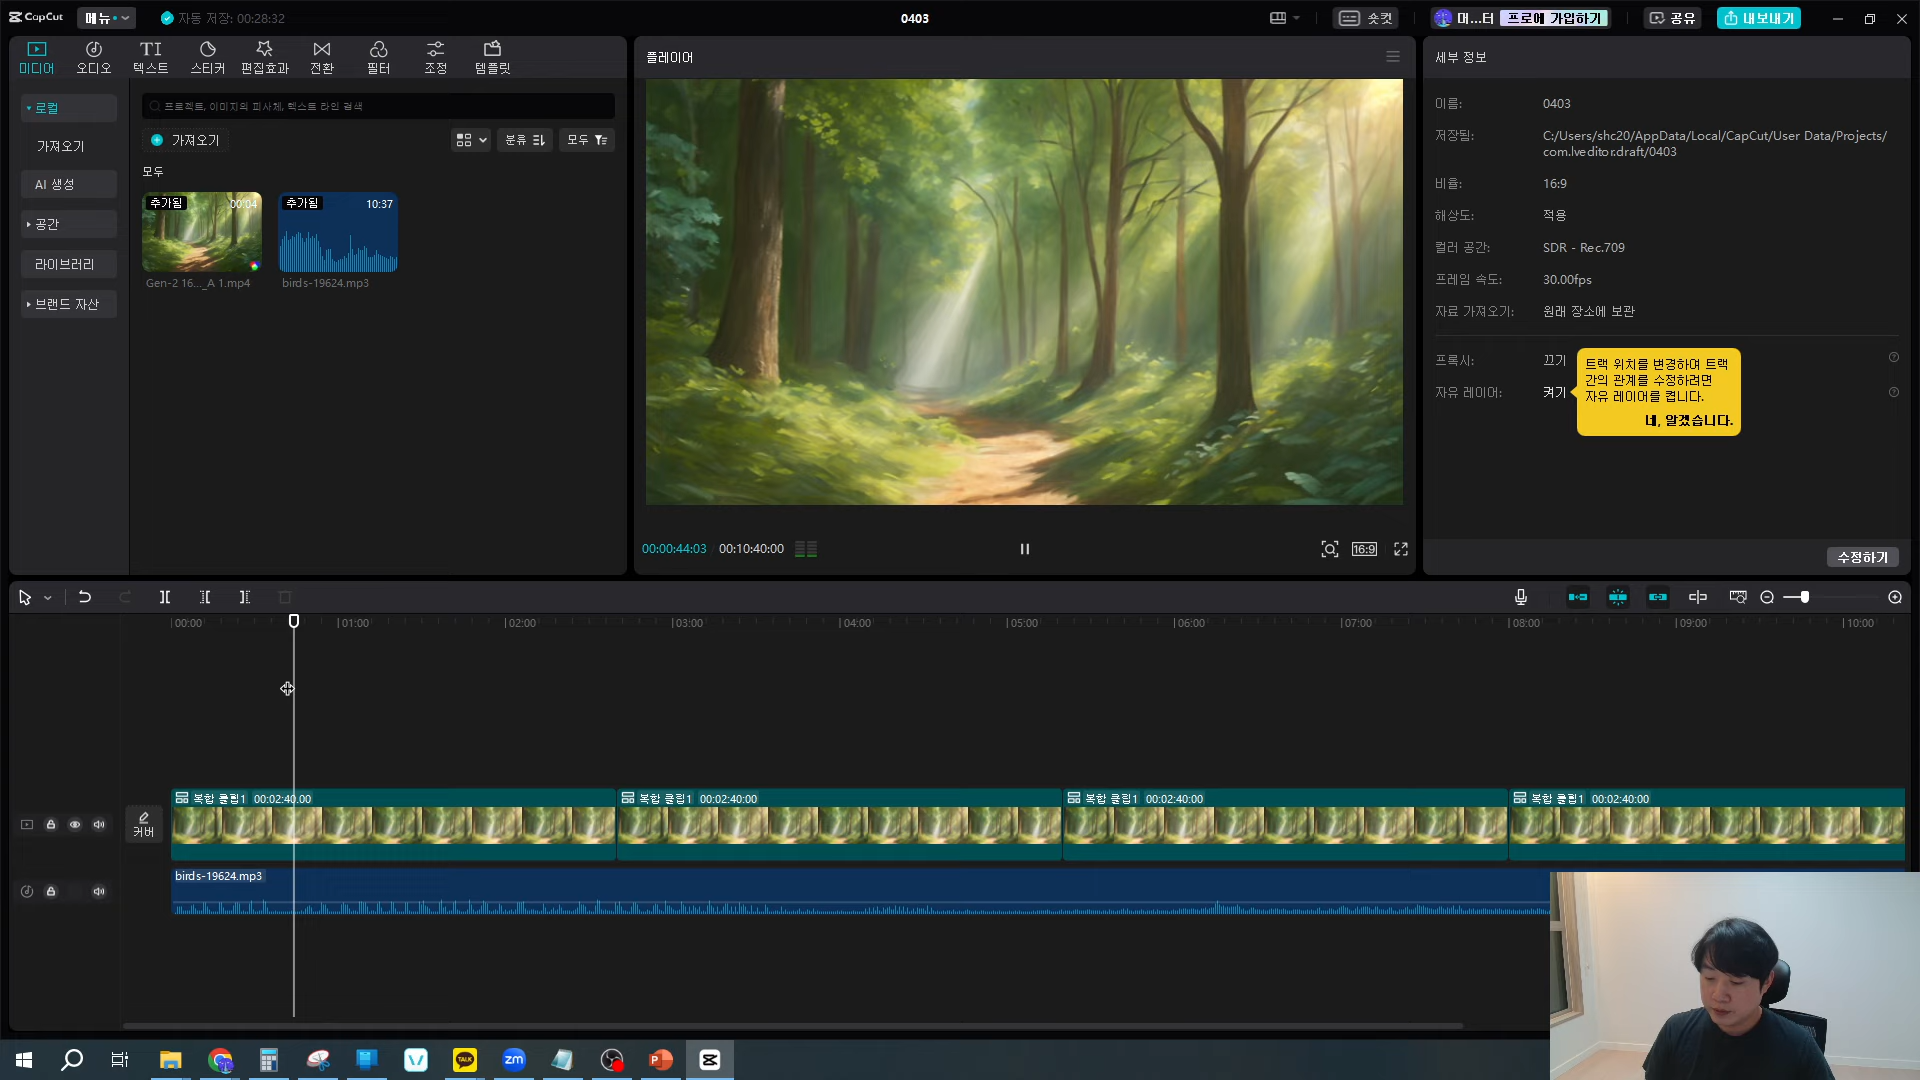 CapCut
메뉴
자동 저장: 00:28:32
0403
숏컷
머...터
프로에 가입하기
공유
내보내기
미디어
오디오
텍스트
스티커
편집효과
전환
필터
조정
템플릿
로컬
가져오기
AI 생성
공간
라이브러리
브랜드 자산
프로젝트, 이미지의 피사체, 텍스트 라인 검색
가져오기
분류
모두
모두
추가됨
00:04
Gen-2 16..._A 1.mp4
추가됨
10:37
birds-19624.mp3
플레이어
00:00:44:03
00:10:40:00
16:9
세부 정보
이름:
0403
저장됨:
C:/Users/shc20/AppData/Local/CapCut/User Data/Projects/
com.lveditor.draft/0403
비율:
16:9
해상도:
적용
컬러 공간:
SDR - Rec.709
프레임 속도:
30.00fps
자료 가져오기:
원래 장소에 보관
프록시:
끄기
자유 레이어:
켜기
트랙 위치를 변경하며 트랙
간의 관계를 수정하려면
자유 레이어를 켭니다.
네, 알겠습니다.
수정하기
00:00
01:00
02:00
03:00
04:00
05:00
06:00
07:00
08:00
09:00
10:00
커버
복합 클립1 00:02:40:00
복합 클립1 00:02:40:00
복합 클립1 00:02:40:00
복합 클립1 00:02:40:00
birds-19624.mp3
TALK
zm